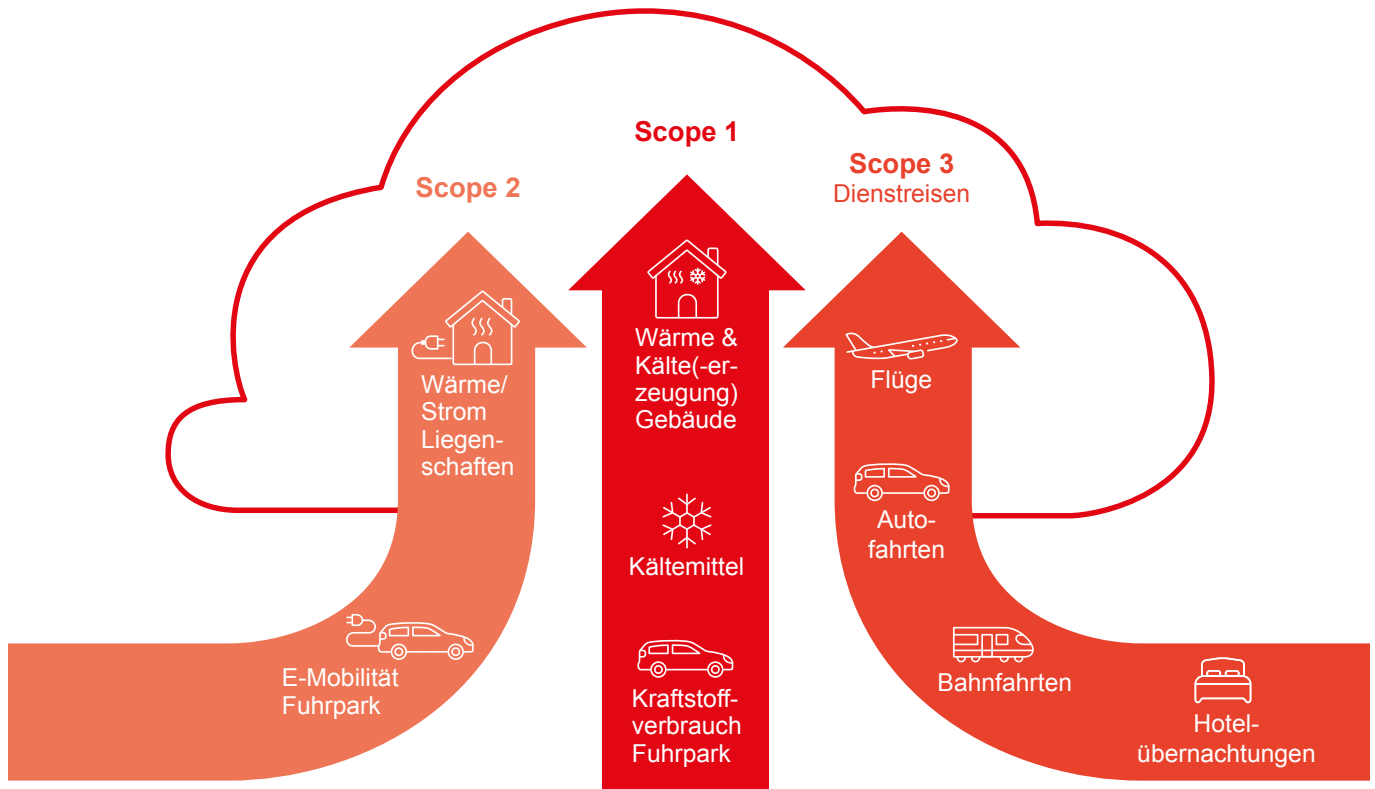 Scope 2
Wärme/
Strom
Liegen-
schaften
E-Mobilität
Fuhrpark
Scope 1
Wärme &
Kälte(-er-
zeugung)
Gebäude
Kältemittel
Kraftstoff-
verbrauch
Fuhrpark
Scope 3
Dienstreisen
Flüge
Auto-
fahrten
Bahnfahrten
Hotel-
übernachtungen